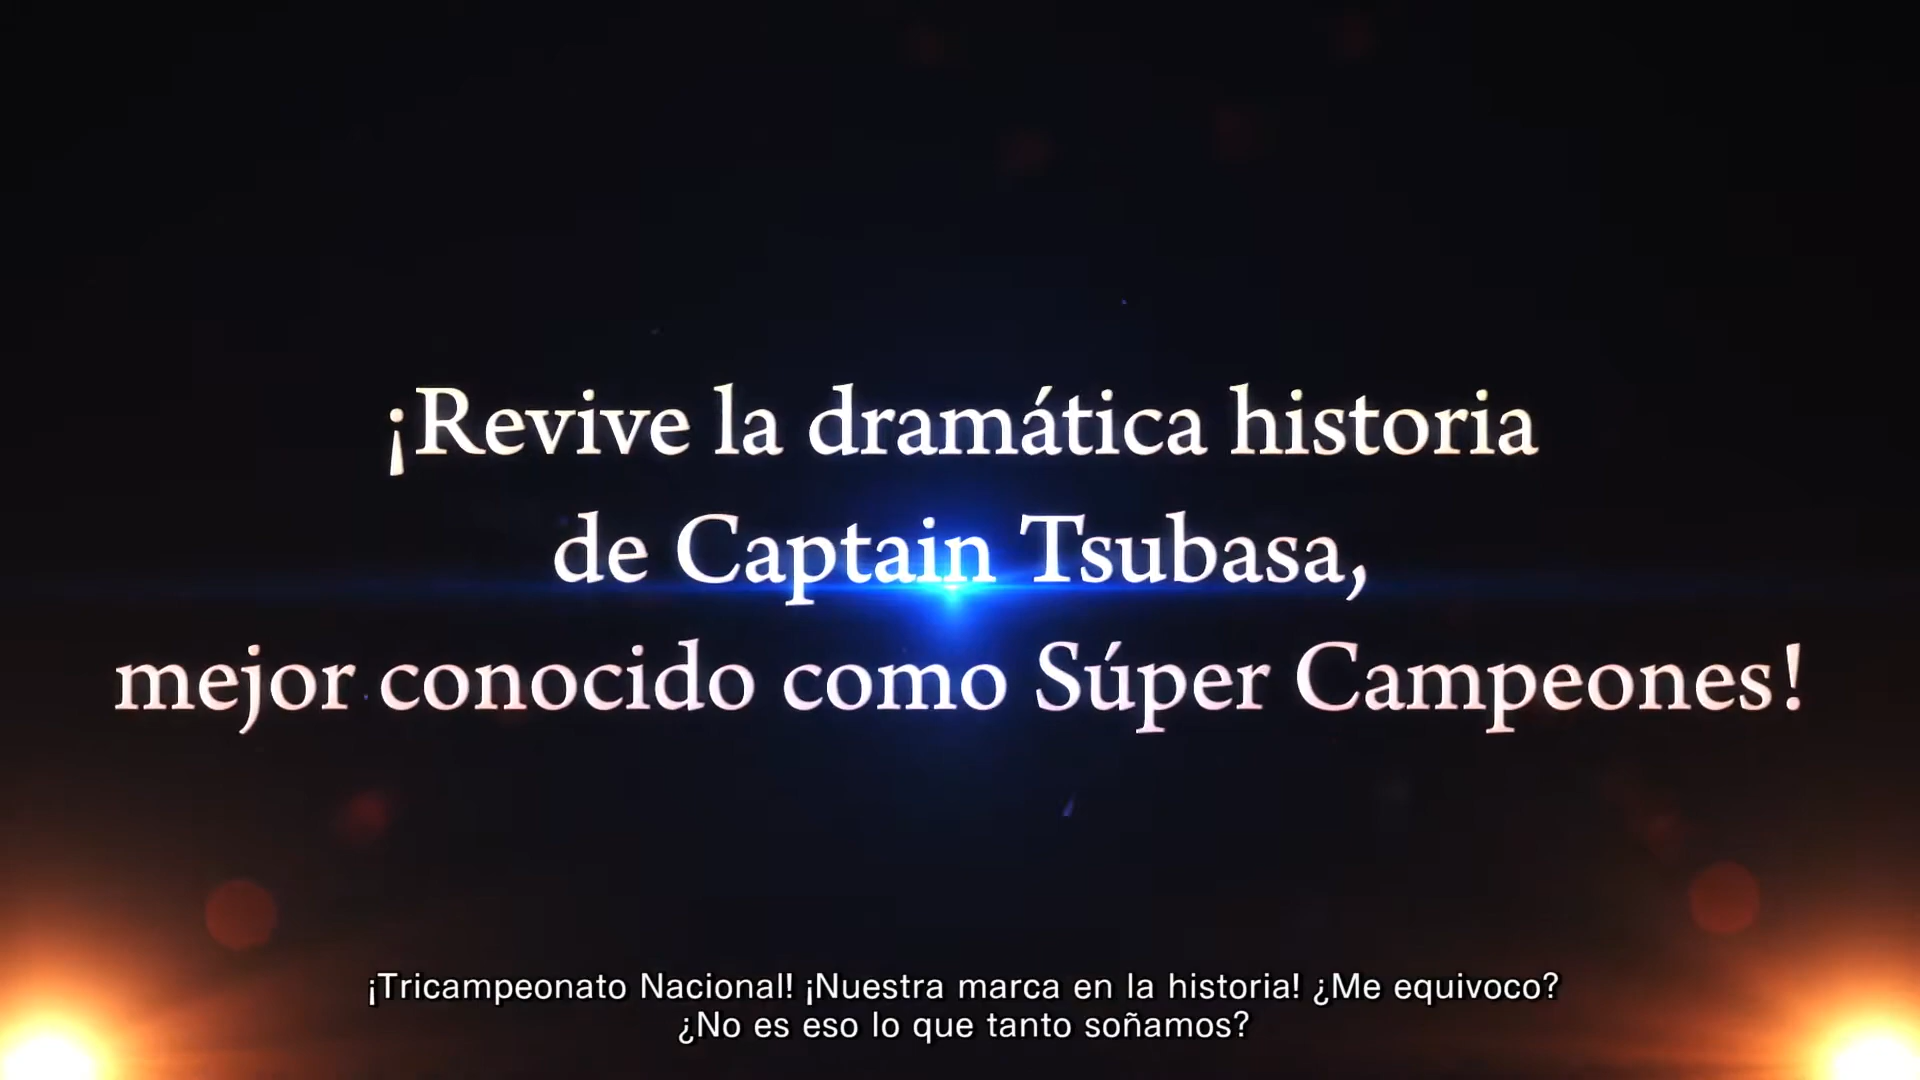 ¡Revive la dramática historia
de Captain Tsubasa,
mejor conocido como Súper Campeones!
¡Tricampeonato Nacional! ¡Nuestra marca en la historia! ¿Me equivoco?
¿No es eso lo que tanto soñamos?